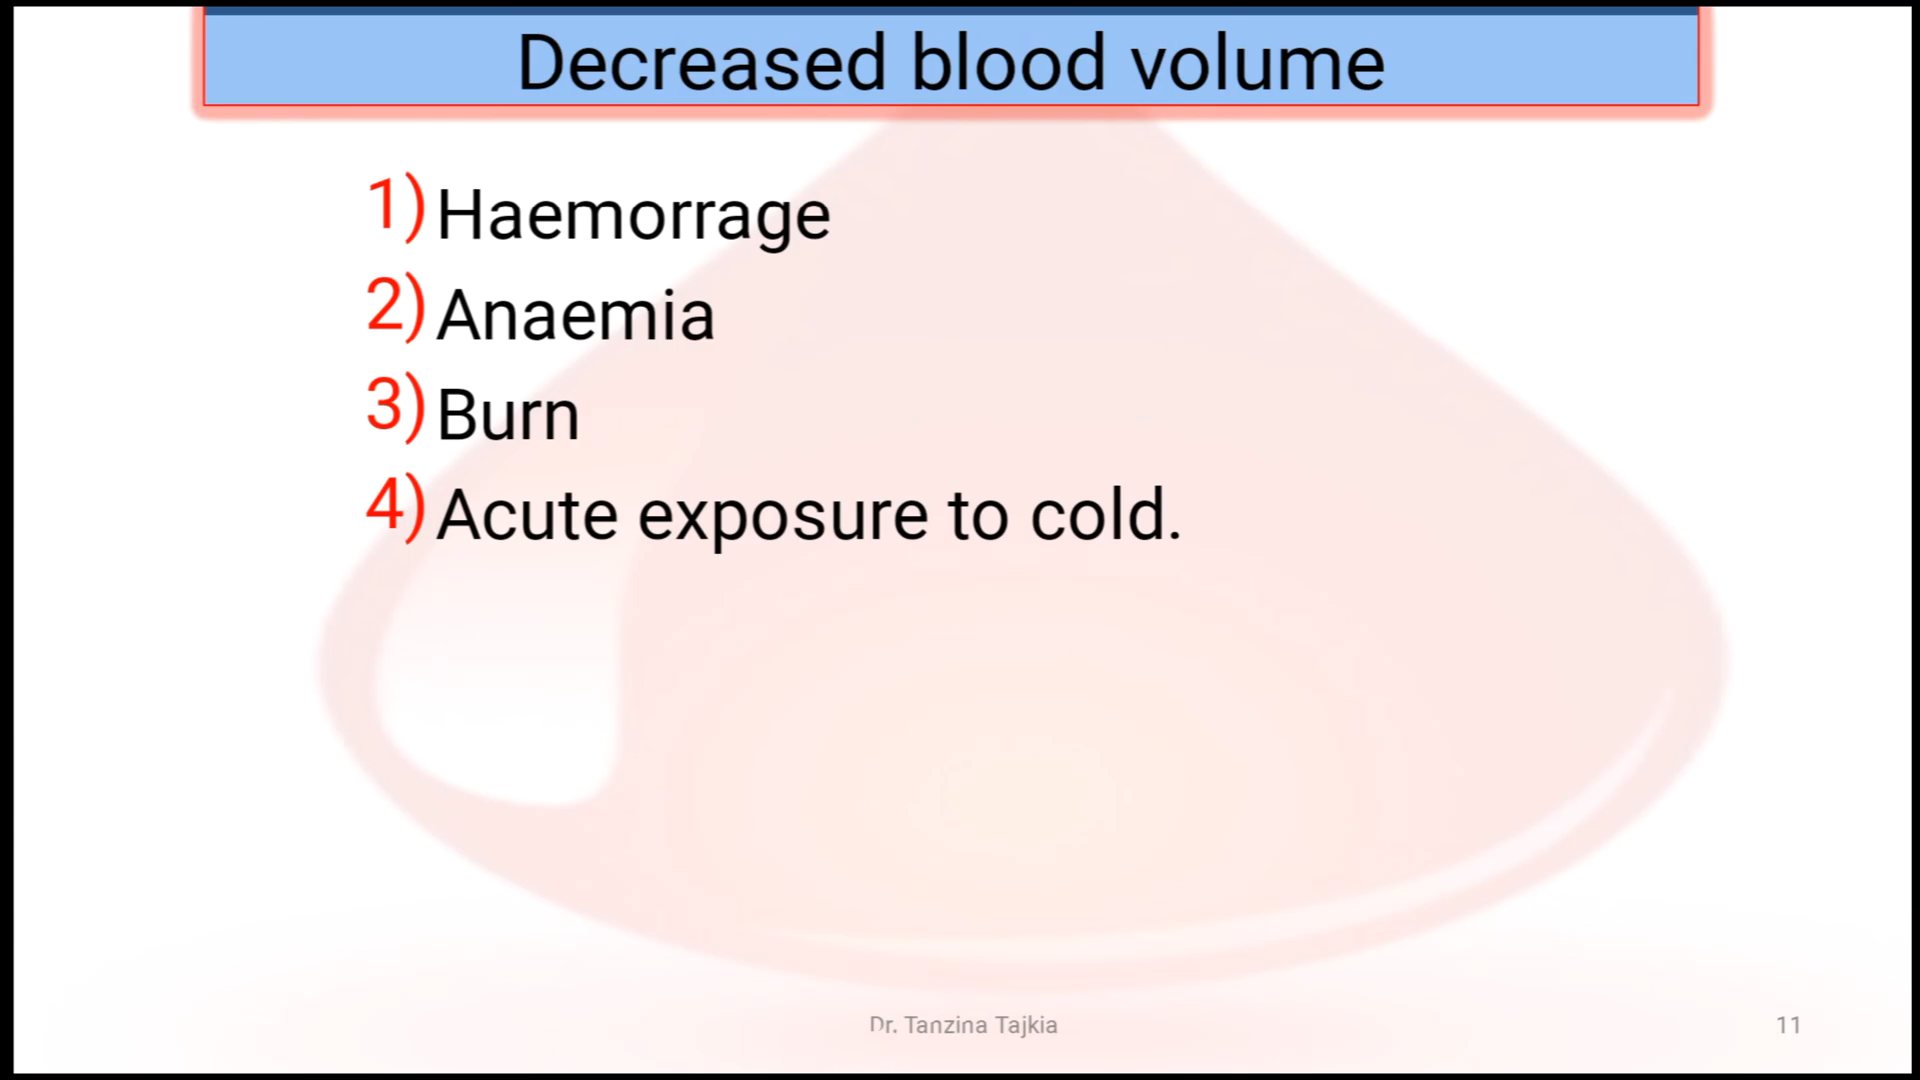 Decreased blood volume
1) Haemorrage
2) Anaemia
3) Burn
4) Acute exposure to cold.
Dr. Tanzina Tajkia
11